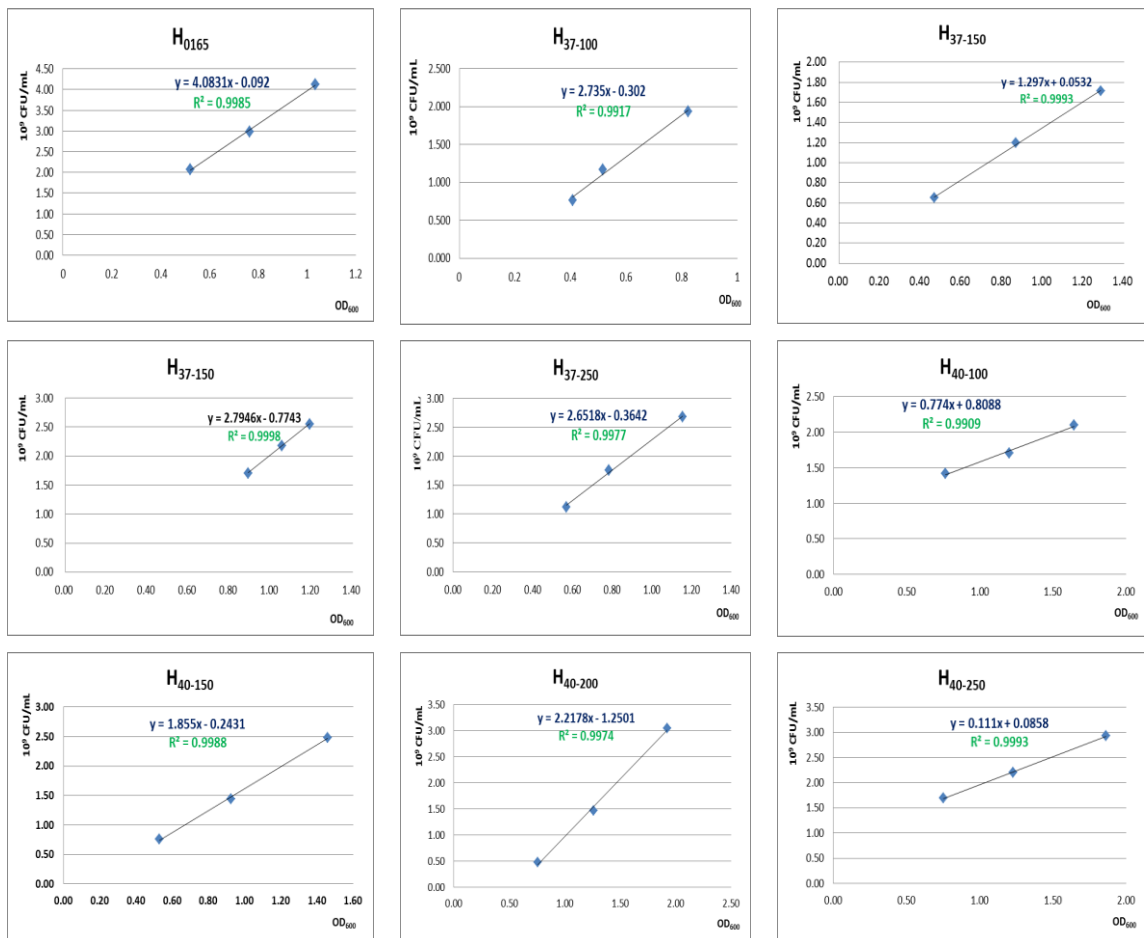 H0165
10⁹ CFU/mL
y = 4.0831x - 0.092
R² = 0.9985
4.50
4.00
3.50
3.00
2.50
2.00
1.50
1.00
0.50
0.00
0 0.2 0.4 0.6 0.8 1 1.2
OD600
H37-100
10⁹ CFU/mL
y = 2.735x - 0.302
R² = 0.9917
2.500
2.000
1.500
1.000
0.500
0.000
0 0.2 0.4 0.6 0.8 1
OD600
H37-150
10⁹ CFU/mL
y = 1.297x + 0.0532
R² = 0.9993
2.00
1.80
1.60
1.40
1.20
1.00
0.80
0.60
0.40
0.20
0.00
0.00 0.20 0.40 0.60 0.80 1.00 1.20 1.40
OD600
H37-150
10⁹ CFU/mL
y = 2.7946x - 0.7743
R² = 0.9998
3.00
2.50
2.00
1.50
1.00
0.50
0.00
0.00 0.20 0.40 0.60 0.80 1.00 1.20 1.40
OD600
H37-250
10⁹ CFU/mL
y = 2.6518x - 0.3642
R² = 0.9977
3.00
2.50
2.00
1.50
1.00
0.50
0.00
0.00 0.20 0.40 0.60 0.80 1.00 1.20 1.40
OD600
H40-100
10⁹ CFU/mL
y = 0.774x + 0.8088
R² = 0.9909
2.50
2.00
1.50
1.00
0.50
0.00
0.00 0.50 1.00 1.50 2.00
OD600
H40-150
10⁹ CFU/mL
y = 1.855x - 0.2431
R² = 0.9988
3.00
2.50
2.00
1.50
1.00
0.50
0.00
0.00 0.20 0.40 0.60 0.80 1.00 1.20 1.40 1.60
OD600
H40-200
10⁹ CFU/mL
y = 2.2178x - 1.2501
R² = 0.9974
3.50
3.00
2.50
2.00
1.50
1.00
0.50
0.00
0.00 0.50 1.00 1.50 2.00 2.50
OD600
H40-250
10⁹ CFU/mL
y = 0.111x + 0.0858
R² = 0.9993
3.50
3.00
2.50
2.00
1.50
1.00
0.50
0.00
0.00 0.50 1.00 1.50 2.00
OD600